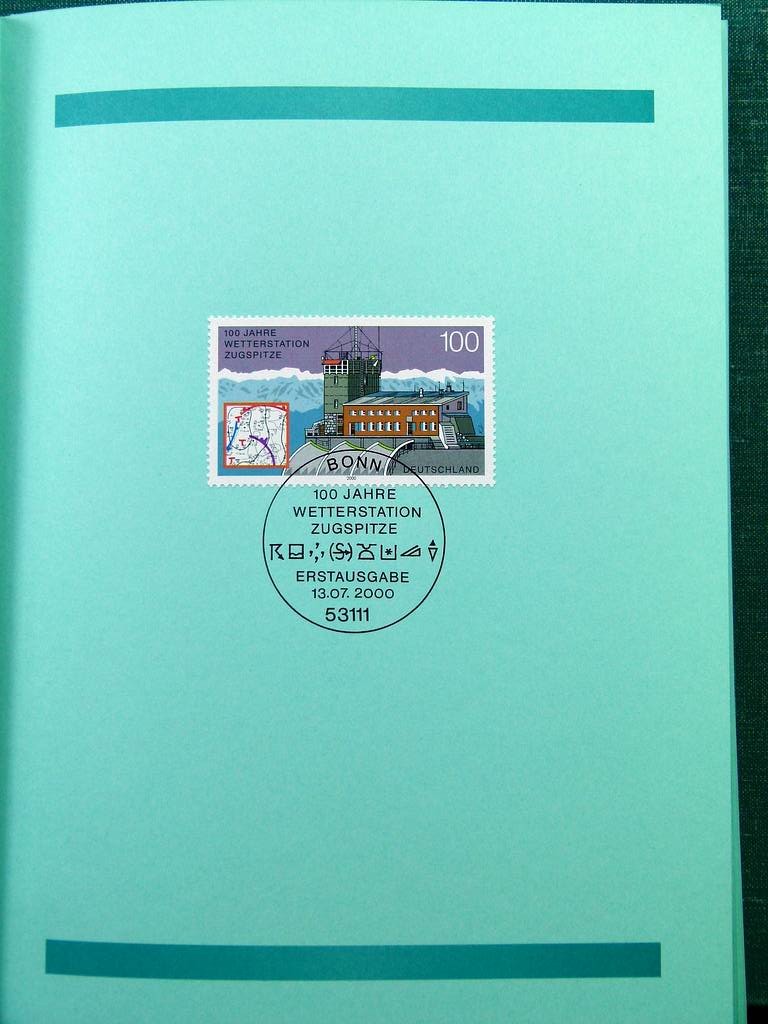 100 JAHRE
WETTERSTATION
ZUGSPITZE
100
DEUTSCHLAND
2000
BONN
100 JAHRE
WETTERSTATION
ZUGSPITZE
ERSTAUSGABE
13.07. 2000
53111